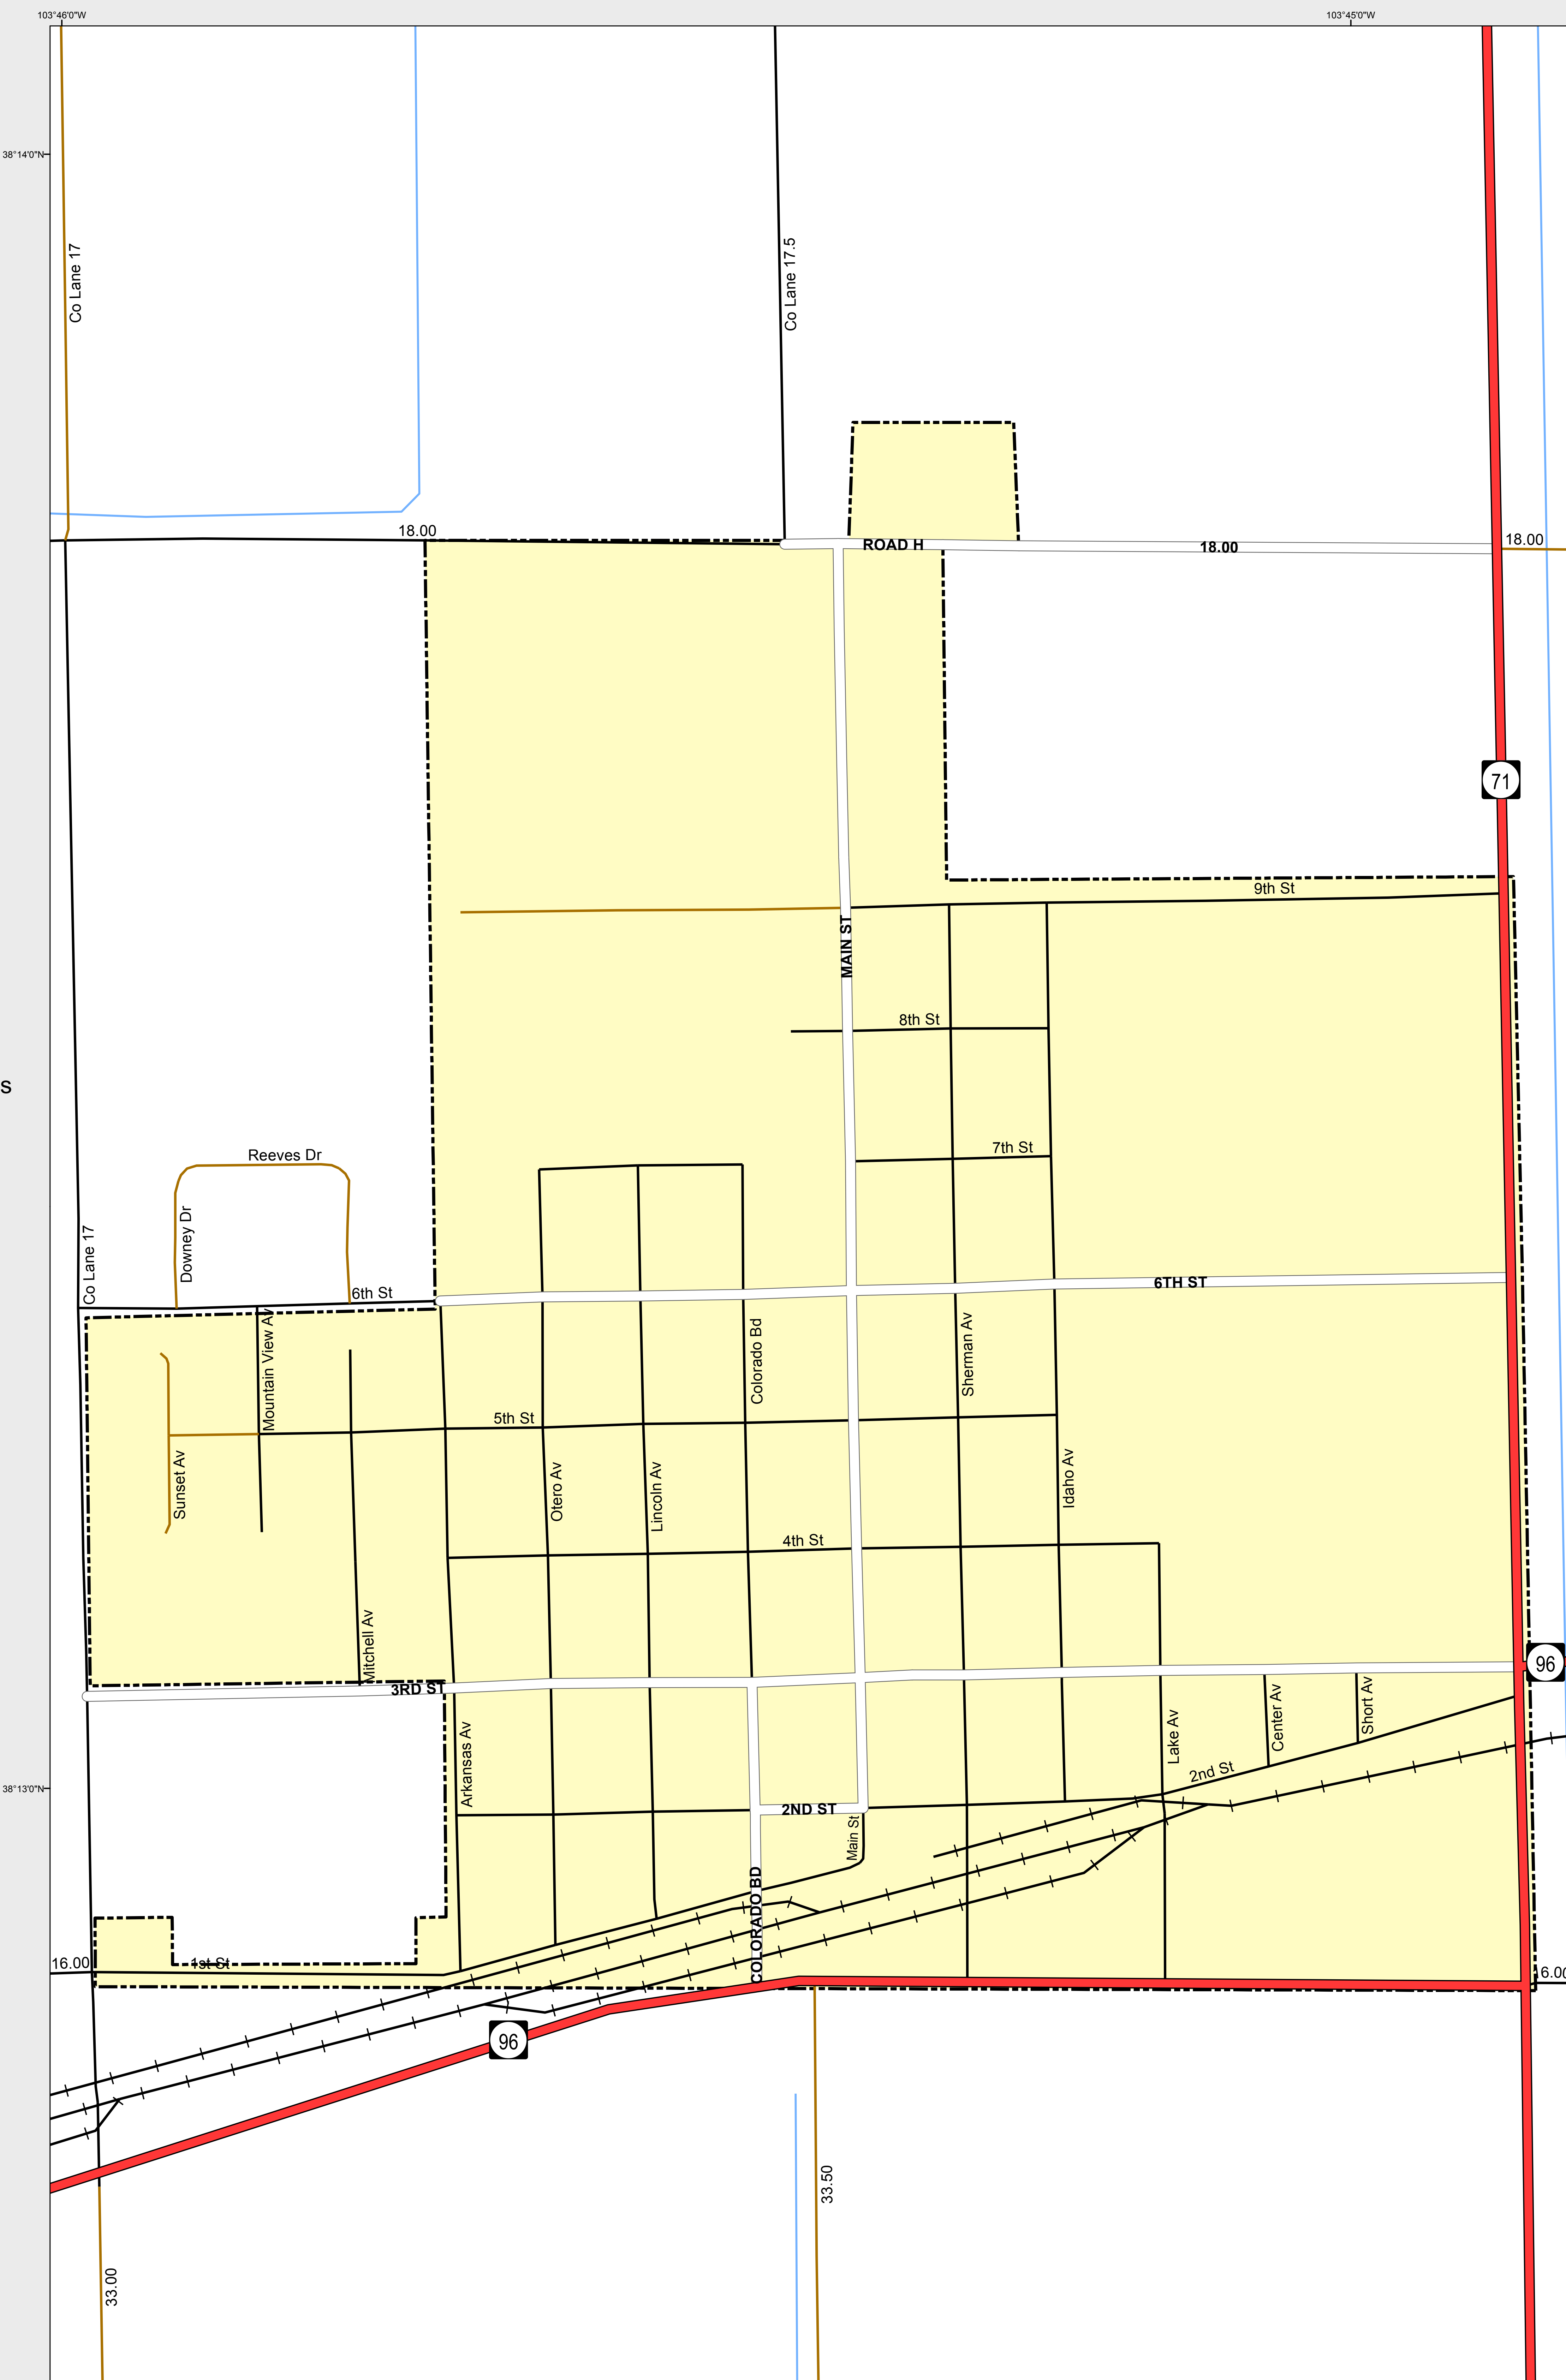 103°46'0"W
103°45'0"W
38°14'0"N
Co Lane 17
Co Lane 17.5
18.00
ROAD H
18.00
18.00
71
9th St
MAIN ST
8th St
S
7th St
Reeves Dr
Downey Dr
Co Lane 17
6th St
6TH ST
Mountain View Av
Colorado Bd
Sherman Av
5th St
Sunset Av
Otero Av
Lincoln Av
Idaho Av
4th St
Mitchell Av
96
3RD ST
Arkansas Av
Lake Av
Center Av
Short Av
2nd St
38°13'0"N
2ND ST
Main St
COLORADO BD
16.00
1st St
16.00
96
33.50
33.00